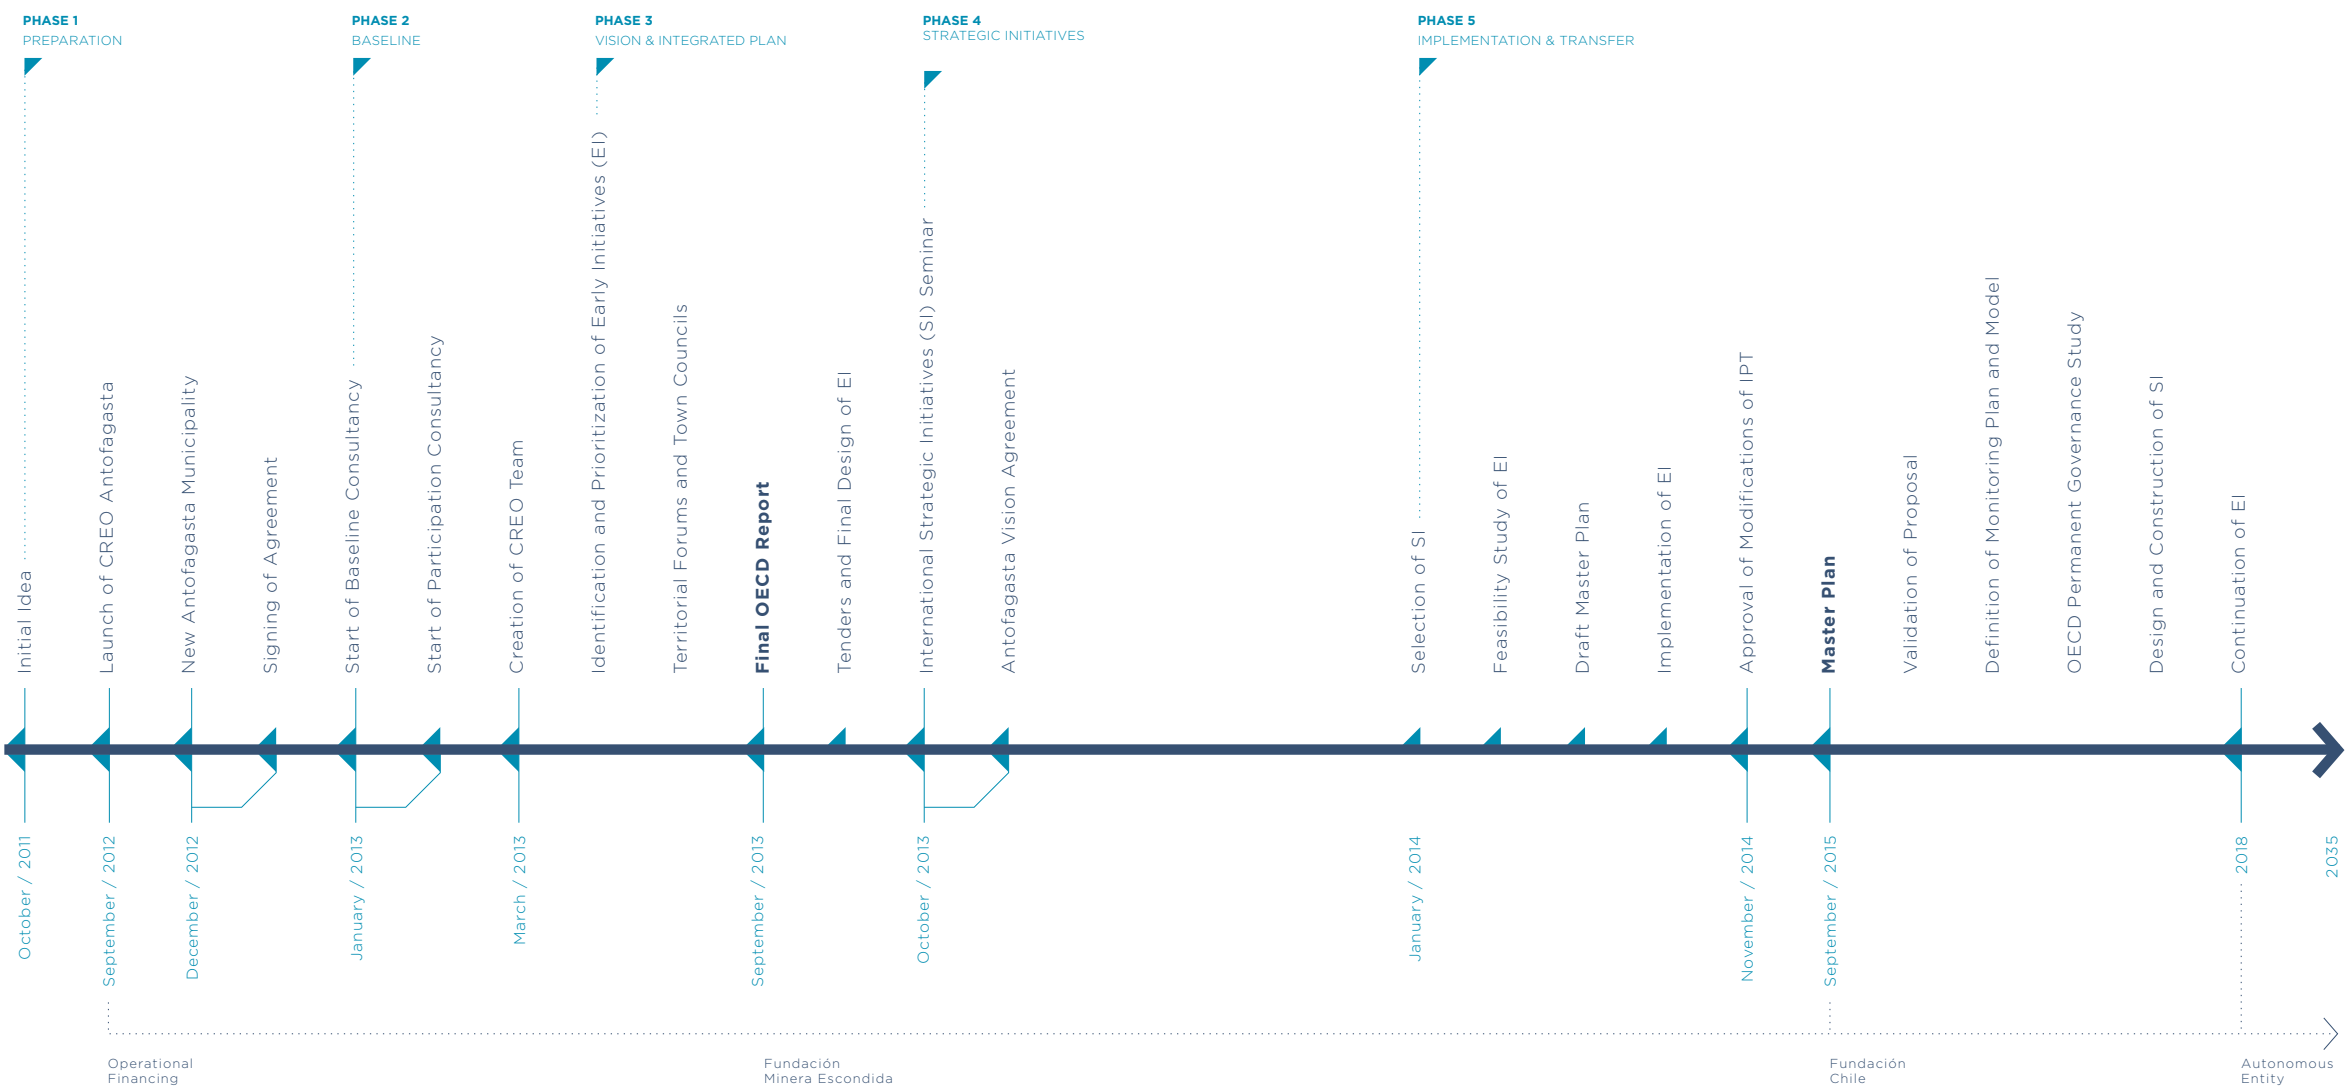 PHASE 1
PREPARATION
PHASE 2
BASELINE
PHASE 3
VISION & INTEGRATED PLAN
PHASE 4
STRATEGIC INITIATIVES
PHASE 5
IMPLEMENTATION & TRANSFER
Initial Idea
Launch of CREO Antofagasta
New Antofagasta Municipality
Signing of Agreement
Start of Baseline Consultancy
Start of Participation Consultancy
Creation of CREO Team
Identification and Prioritization of Early Initiatives (EI)
Territorial Forums and Town Councils
Final OECD Report
Tenders and Final Design of EI
International Strategic Initiatives (SI) Seminar
Antofagasta Vision Agreement
Selection of SI
Feasibility Study of EI
Draft Master Plan
Implementation of EI
Approval of Modifications of IPT
Master Plan
Validation of Proposal
Definition of Monitoring Plan and Model
OECD Permanent Governance Study
Design and Construction of SI
Continuation of EI
October / 2011
September / 2012
December / 2012
January / 2013
March / 2013
September / 2013
October / 2013
January / 2014
November / 2014
September / 2015
2018
2035
Operational
Financing
Fundación
Minera Escondida
Fundación
Chile
Autonomous
Entity